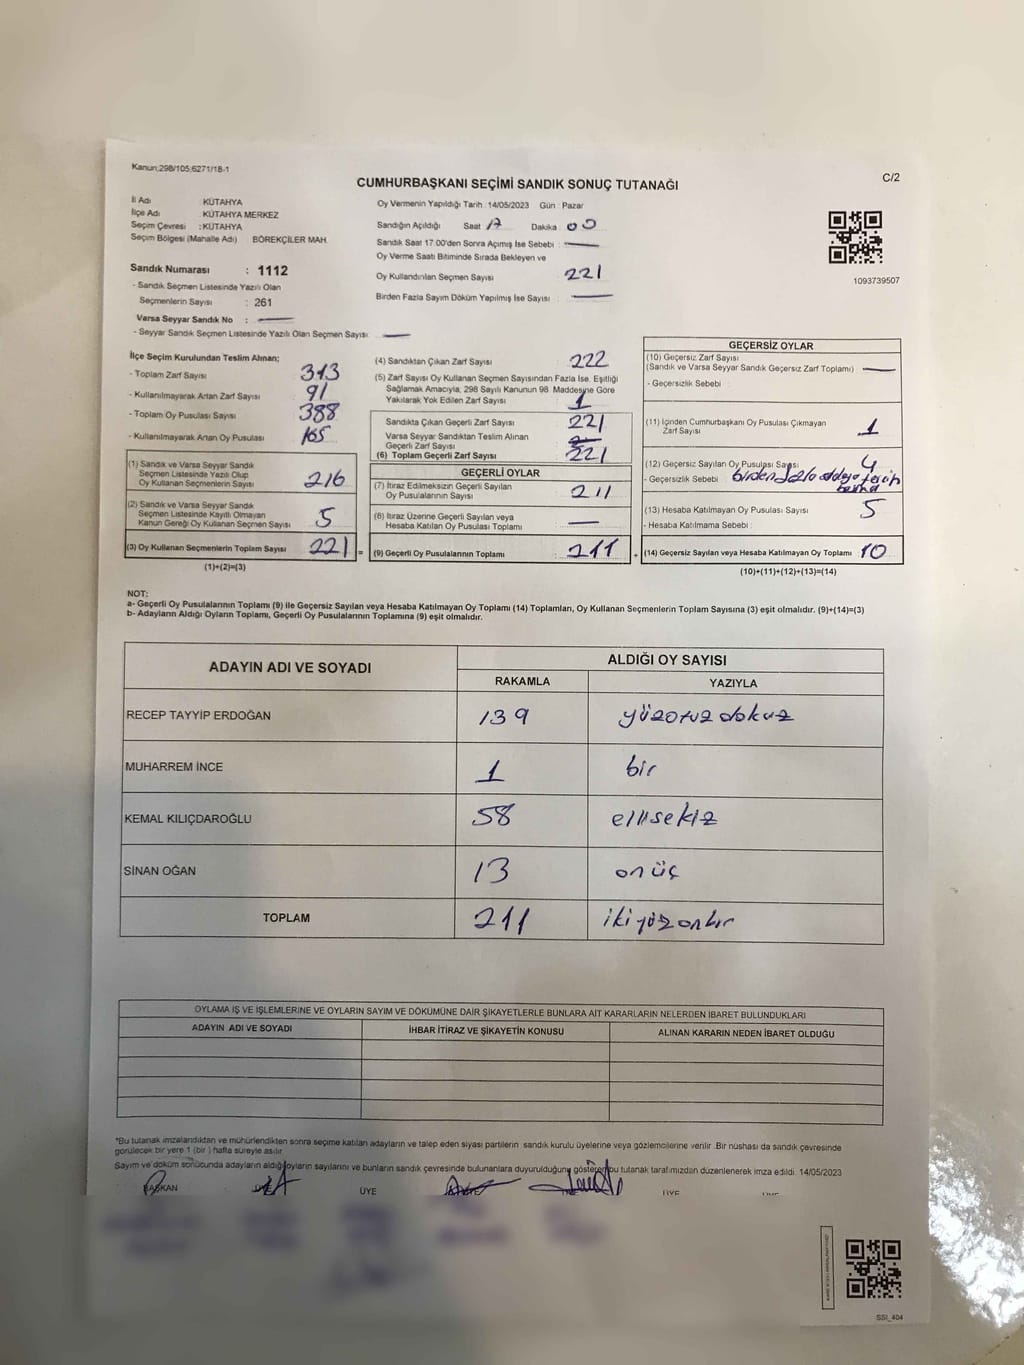 Kanun:298/105;6271/18-1
C/2
CUMHURBAŞKANI SEÇİMİ SANDIK SONUÇ TUTANAĞI
İl Adı : KÜTAHYA
İlçe Adı : KÜTAHYA MERKEZ
Seçim Çevresi : KÜTAHYA
Seçim Bölgesi (Mahalle Adı) : BÖREKÇİLER MAH.
Sandık Numarası : 1112
- Sandık Seçmen Listesinde Yazılı Olan
Seçmenlerin Sayısı : 261
Varsa Seyyar Sandık No :
- Seyyar Sandık Seçmen Listesinde Yazılı Olan Seçmen Sayısı:
Oy Vermenin Yapıldığı Tarih : 14/05/2023 Gün : Pazar
Sandığın Açıldığı Saat 17 Dakika 00
Sandık Saat 17.00'den Sonra Açımış İse Sebebi :
Oy Verme Saati Bitiminde Sırada Bekleyen ve
Oy Kullandırılan Seçmen Sayısı 221
Birden Fazla Sayım Döküm Yapılmış İse Sayısı
1093739507
İlçe Seçim Kurulundan Teslim Alınan;
- Toplam Zarf Sayısı 313
- Kullanılmayarak Artan Zarf Sayısı 91
- Toplam Oy Pusulası Sayısı 388
- Kullanılmayarak Artan Oy Pusulası 165
(1) Sandık ve Varsa Seyyar Sandık
Seçmen Listesinde Yazılı Olup
Oy Kullanan Seçmenlerin Sayısı 216
(2) Sandık ve Varsa Seyyar Sandık
Seçmen Listesinde Kayıtlı Olmayan
Kanun Gereği Oy Kullanan Seçmen Sayısı 5
(3) Oy Kullanan Seçmenlerin Toplam Sayısı 221 =
(1)+(2)=(3)
(4) Sandıktan Çıkan Zarf Sayısı 222
(5) Zarf Sayısı Oy Kullanan Seçmen Sayısından Fazla İse, Eşitliği
Sağlamak Amacıyla, 298 Sayılı Kanunun 98. Maddesine Göre
Yakılarak Yok Edilen Zarf Sayısı 1
Sandıkta Çıkan Geçerli Zarf Sayısı 221
Varsa Seyyar Sandıktan Teslim Alınan
Geçerli Zarf Sayısı
(6) Toplam Geçerli Zarf Sayısı 221
GEÇERLİ OYLAR
(7) İtiraz Edilmeksizin Geçerli Sayılan
Oy Pusulalarının Sayısı 211
(8) İtiraz Üzerine Geçerli Sayılan veya
Hesaba Katılan Oy Pusulası Toplamı
(9) Geçerli Oy Pusulalarının Toplamı 211 +
GEÇERSİZ OYLAR
(10) Geçersiz Zarf Sayısı
(Sandık ve Varsa Seyyar Sandık Geçersiz Zarf Toplamı) :
- Geçersizlik Sebebi :
(11) İçinden Cumhurbaşkanı Oy Pusulası Çıkmayan
Zarf Sayısı 1
(12) Geçersiz Sayılan Oy Pusulası Sayısı 4
- Geçersizlik Sebebi birden fazla adaya tercih
(13) Hesaba Katılmayan Oy Pusulası Sayısı 5
- Hesaba Katılmama Sebebi :
(14) Geçersiz Sayılan veya Hesaba Katılmayan Oy Toplamı 10
(10)+(11)+(12)+(13)=(14)
NOT:
a- Geçerli Oy Pusulalarının Toplamı (9) ile Geçersiz Sayılan veya Hesaba Katılmayan Oy Toplamı (14) Toplamları, Oy Kullanan Seçmenlerin Toplam Sayısına (3) eşit olmalıdır. (9)+(14)=(3)
b- Adayların Aldığı Oyların Toplamı, Geçerli Oy Pusulalarının Toplamına (9) eşit olmalıdır.
ADAYIN ADI VE SOYADI
ALDIĞI OY SAYISI
RAKAMLA YAZIYLA
RECEP TAYYİP ERDOĞAN 139 yüzotuzdokuz
MUHARREM İNCE 1 bir
KEMAL KILIÇDAROĞLU 58 ellisekiz
SİNAN OĞAN 13 onüç
TOPLAM 211 ikiyüzonbir
OYLAMA İŞ VE İŞLEMLERİNE VE OYLARIN SAYIM VE DÖKÜMÜNE DAİR ŞİKAYETLERLE BUNLARA AİT KARARLARIN NELERDEN İBARET BULUNDUKLARI
ADAYIN ADI VE SOYADI İHBAR İTİRAZ VE ŞİKAYETİN KONUSU ALINAN KARARIN NEDEN İBARET OLDUĞU
*Bu tutanak imzalandıktan ve mühürlendikten sonra seçime katılan adayların ve talep eden siyasi partilerin sandık kurulu üyelerine veya gözlemcilerine verilir .Bir nüshası da sandık çevresinde
görülecek bir yere 1 (bir ) hafta süreyle asılır
Sayım ve döküm sonucunda adayların aldığı oyların sayılarını ve bunların sandık çevresinde bulunanlara duyurulduğunu gösteren bu tutanak tarafımızdan düzenlenerek imza edildi. 14/05/2023
BAŞKAN ÜYE ÜYE ÜYE
SSI_404